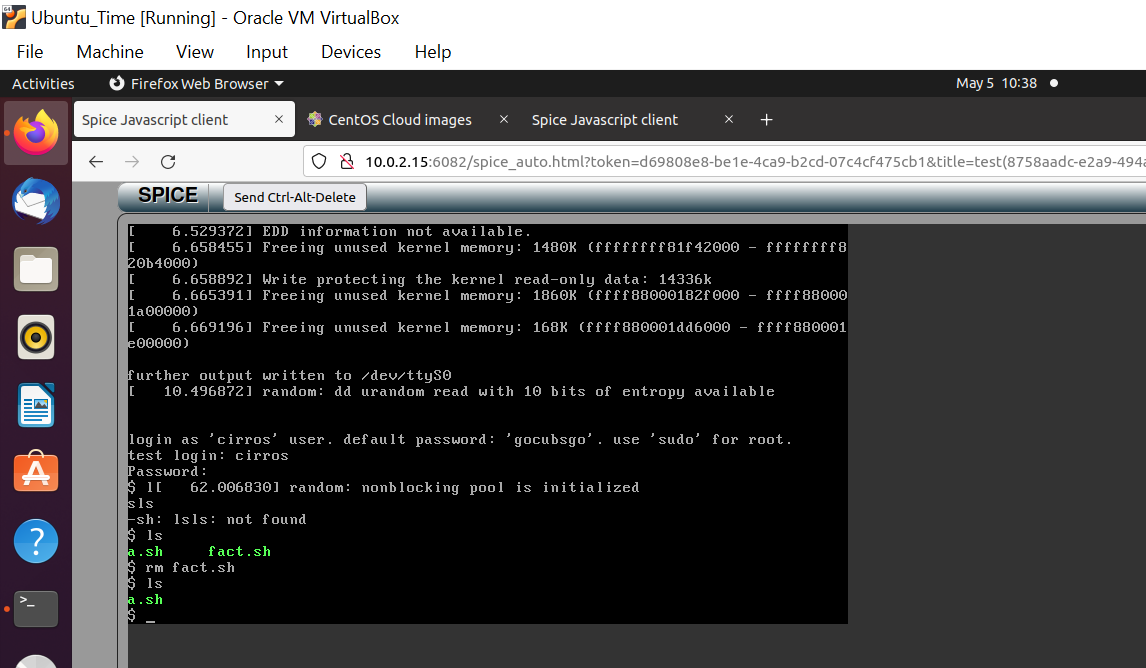 Ubuntu_Time [Running] - Oracle VM VirtualBox
File Machine View Input Devices Help
Activities Firefox Web Browser May 5 10:38
Spice Javascript client × CentOS Cloud images × Spice Javascript client × +
10.0.2.15:6082/spice_auto.html?token=d69808e8-be1e-4ca9-b2cd-07c4cf475cb1&title=test(8758aadc-e2a9-494a
SPICE Send Ctrl-Alt-Delete
[    6.529372] EDD information not available.
[    6.658455] Freeing unused kernel memory: 1480K (ffffffff81f42000 - ffffffff8
20b4000)
[    6.658892] Write protecting the kernel read-only data: 14336k
[    6.665391] Freeing unused kernel memory: 1860K (ffff88000182f000 - ffff88000
1a00000)
[    6.669196] Freeing unused kernel memory: 168K (ffff880001dd6000 - ffff880001
e00000)
further output written to /dev/ttyS0
[   10.496872] random: dd urandom read with 10 bits of entropy available
login as 'cirros' user. default password: 'gocubsgo'. use 'sudo' for root.
test login: cirros
Password:
$ l[   62.006830] random: nonblocking pool is initialized
sls
-sh: lsls: not found
$ ls
a.sh     fact.sh
$ rm fact.sh
$ ls
a.sh
$ _